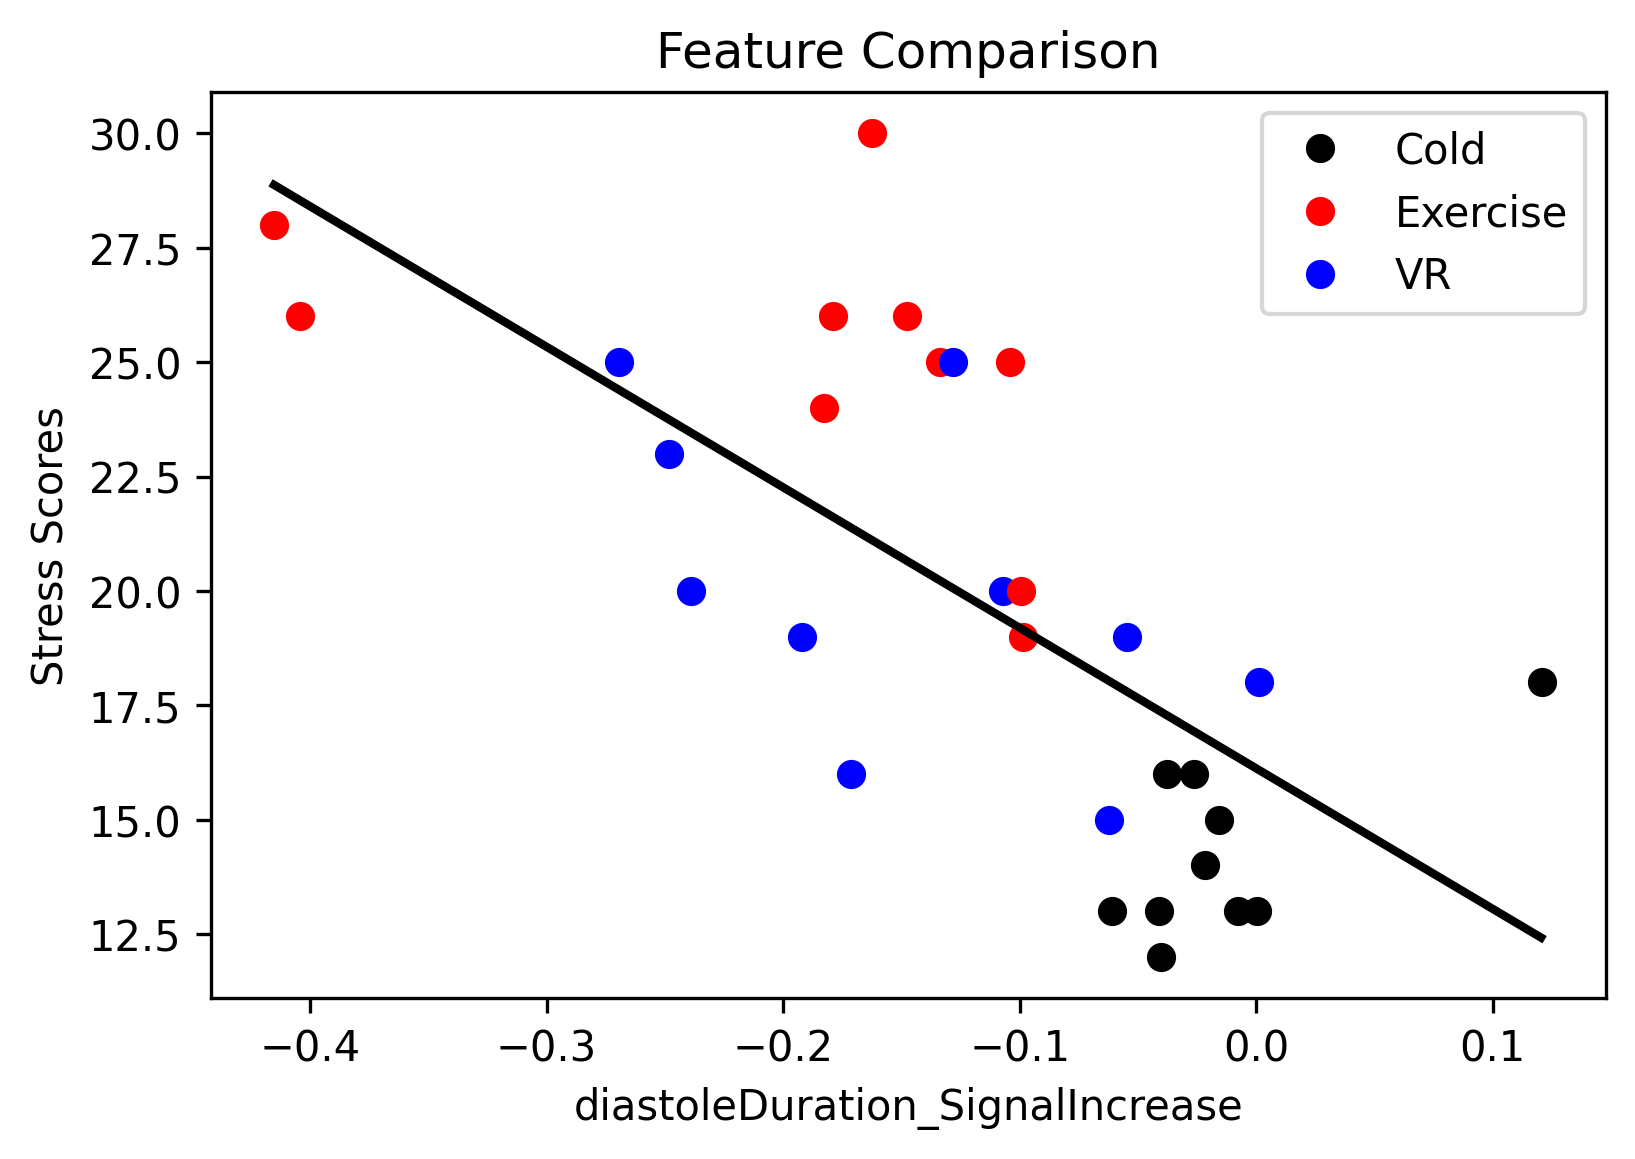 Feature Comparison
30.0
27.5
25.0
22.5
20.0
17.5
15.0
12.5
Stress Scores
Cold
Exercise
VR
−0.4
−0.3
−0.2
−0.1
0.0
0.1
diastoleDuration_SignalIncrease